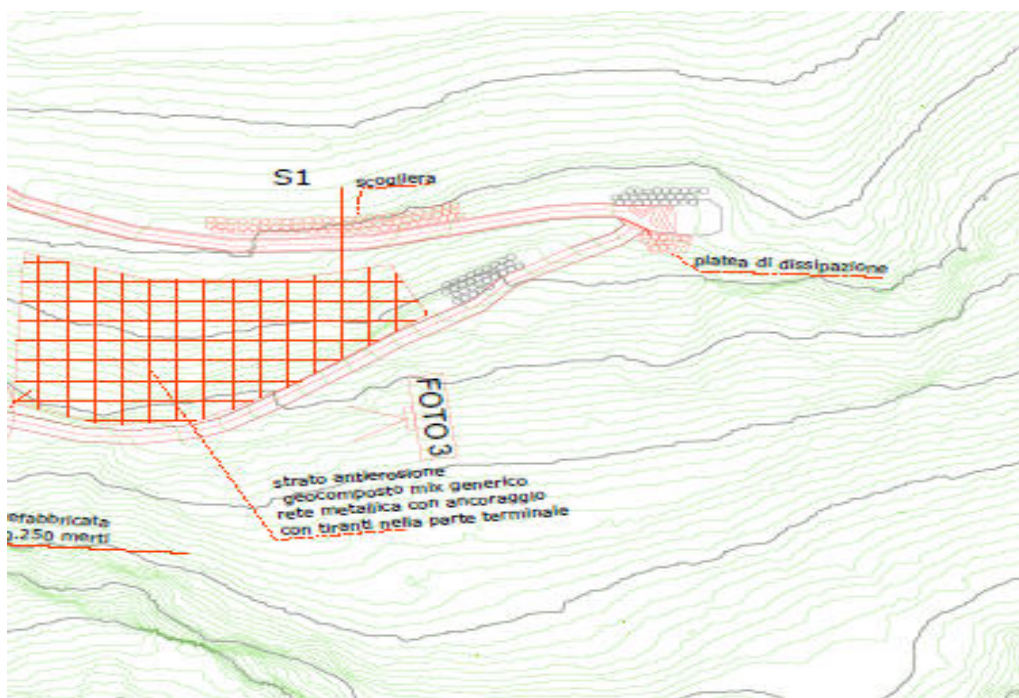 S1
scogliera
platea di dissipazione
FOTO 3
strato antierosione
geocomposto mix generico
rete metallica con ancoraggio
con tiranti nella parte terminale
efabbricata
.250 merti